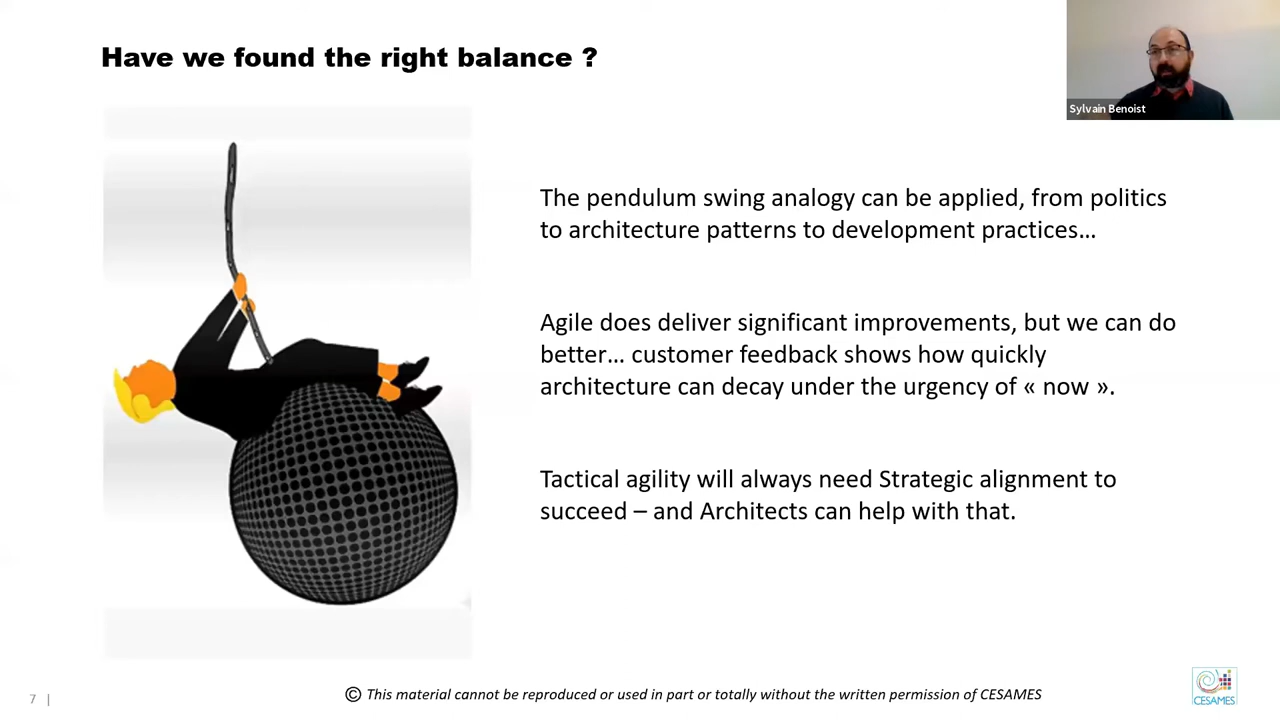 Have we found the right balance ?
Sylvain Benoist
The pendulum swing analogy can be applied, from politics
to architecture patterns to development practices…
Agile does deliver significant improvements, but we can do
better… customer feedback shows how quickly
architecture can decay under the urgency of « now ».
Tactical agility will always need Strategic alignment to
succeed – and Architects can help with that.
7 |
© This material cannot be reproduced or used in part or totally without the written permission of CESAMES
CESAMES